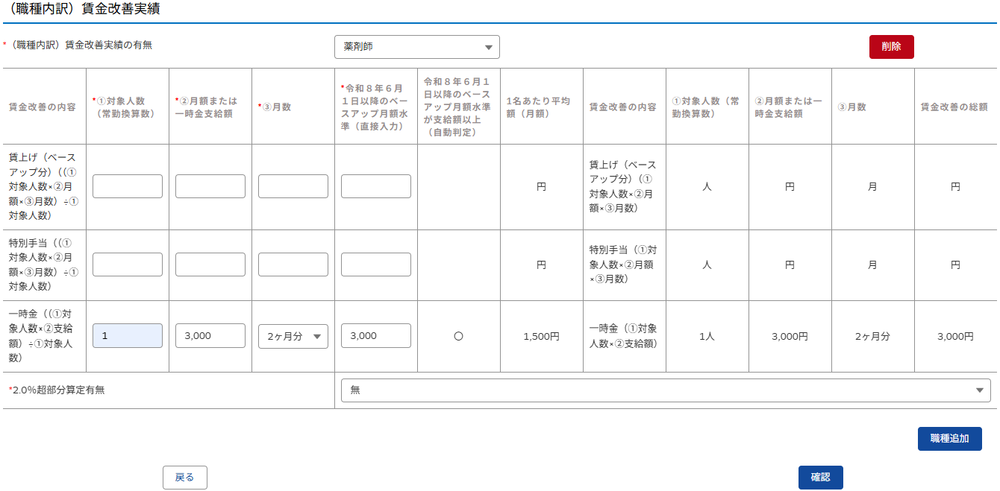 （職種内訳）賃金改善実績
*（職種内訳）賃金改善実績の有無
薬剤師
削除
賃金改善の内容
*①対象人数
（常勤換算数）
*②月額または
一時金支給額
*③月数
*令和８年６月
１日以降のベー
スアップ月額水
準（直接入力）
令和８年６月１
日以降のベース
アップ月額水準
が支給額以上
（自動判定）
1名あたり平均
額（月額）
賃金改善の内容
①対象人数（常
勤換算数）
②月額または一
時金支給額
③月数
賃金改善の総額
賃上げ（ベース
アップ分）((①
対象人数×②月
額×③月数）÷①
対象人数）
円
賃上げ（ベース
アップ分）（①
対象人数×②月
額×③月数）
人
円
月
円
特別手当（(①
対象人数×②月
額×③月数）÷①
対象人数）
円
特別手当（①対
象人数×②月額
×③月数）
人
円
月
円
一時金（(①対
象人数×②支給
額）÷①対象人
数）
1
3,000
2ヶ月分
3,000
〇
1,500円
一時金（①対象
人数×②支給額）
1人
3,000円
2ヶ月分
3,000円
*2.0%超部分算定有無
無
職種追加
戻る
確認